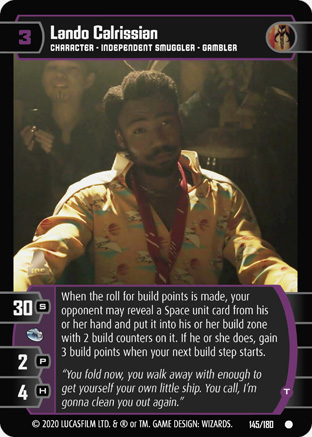 3
Lando Calrissian
CHARACTER - INDEPENDENT SMUGGLER - GAMBLER
30 S
2 P
4 H
When the roll for build points is made, your
opponent may reveal a Space unit card from his
or her hand and put it into his or her build zone
with 2 build counters on it. If he or she does, gain
3 build points when your next build step starts.
“You fold now, you walk away with enough to
get yourself your own little ship. You call, I’m
gonna clean you out again.”
T
© 2020 LUCASFILM LTD. & ® or TM. GAME DESIGN: WIZARDS. 145/180